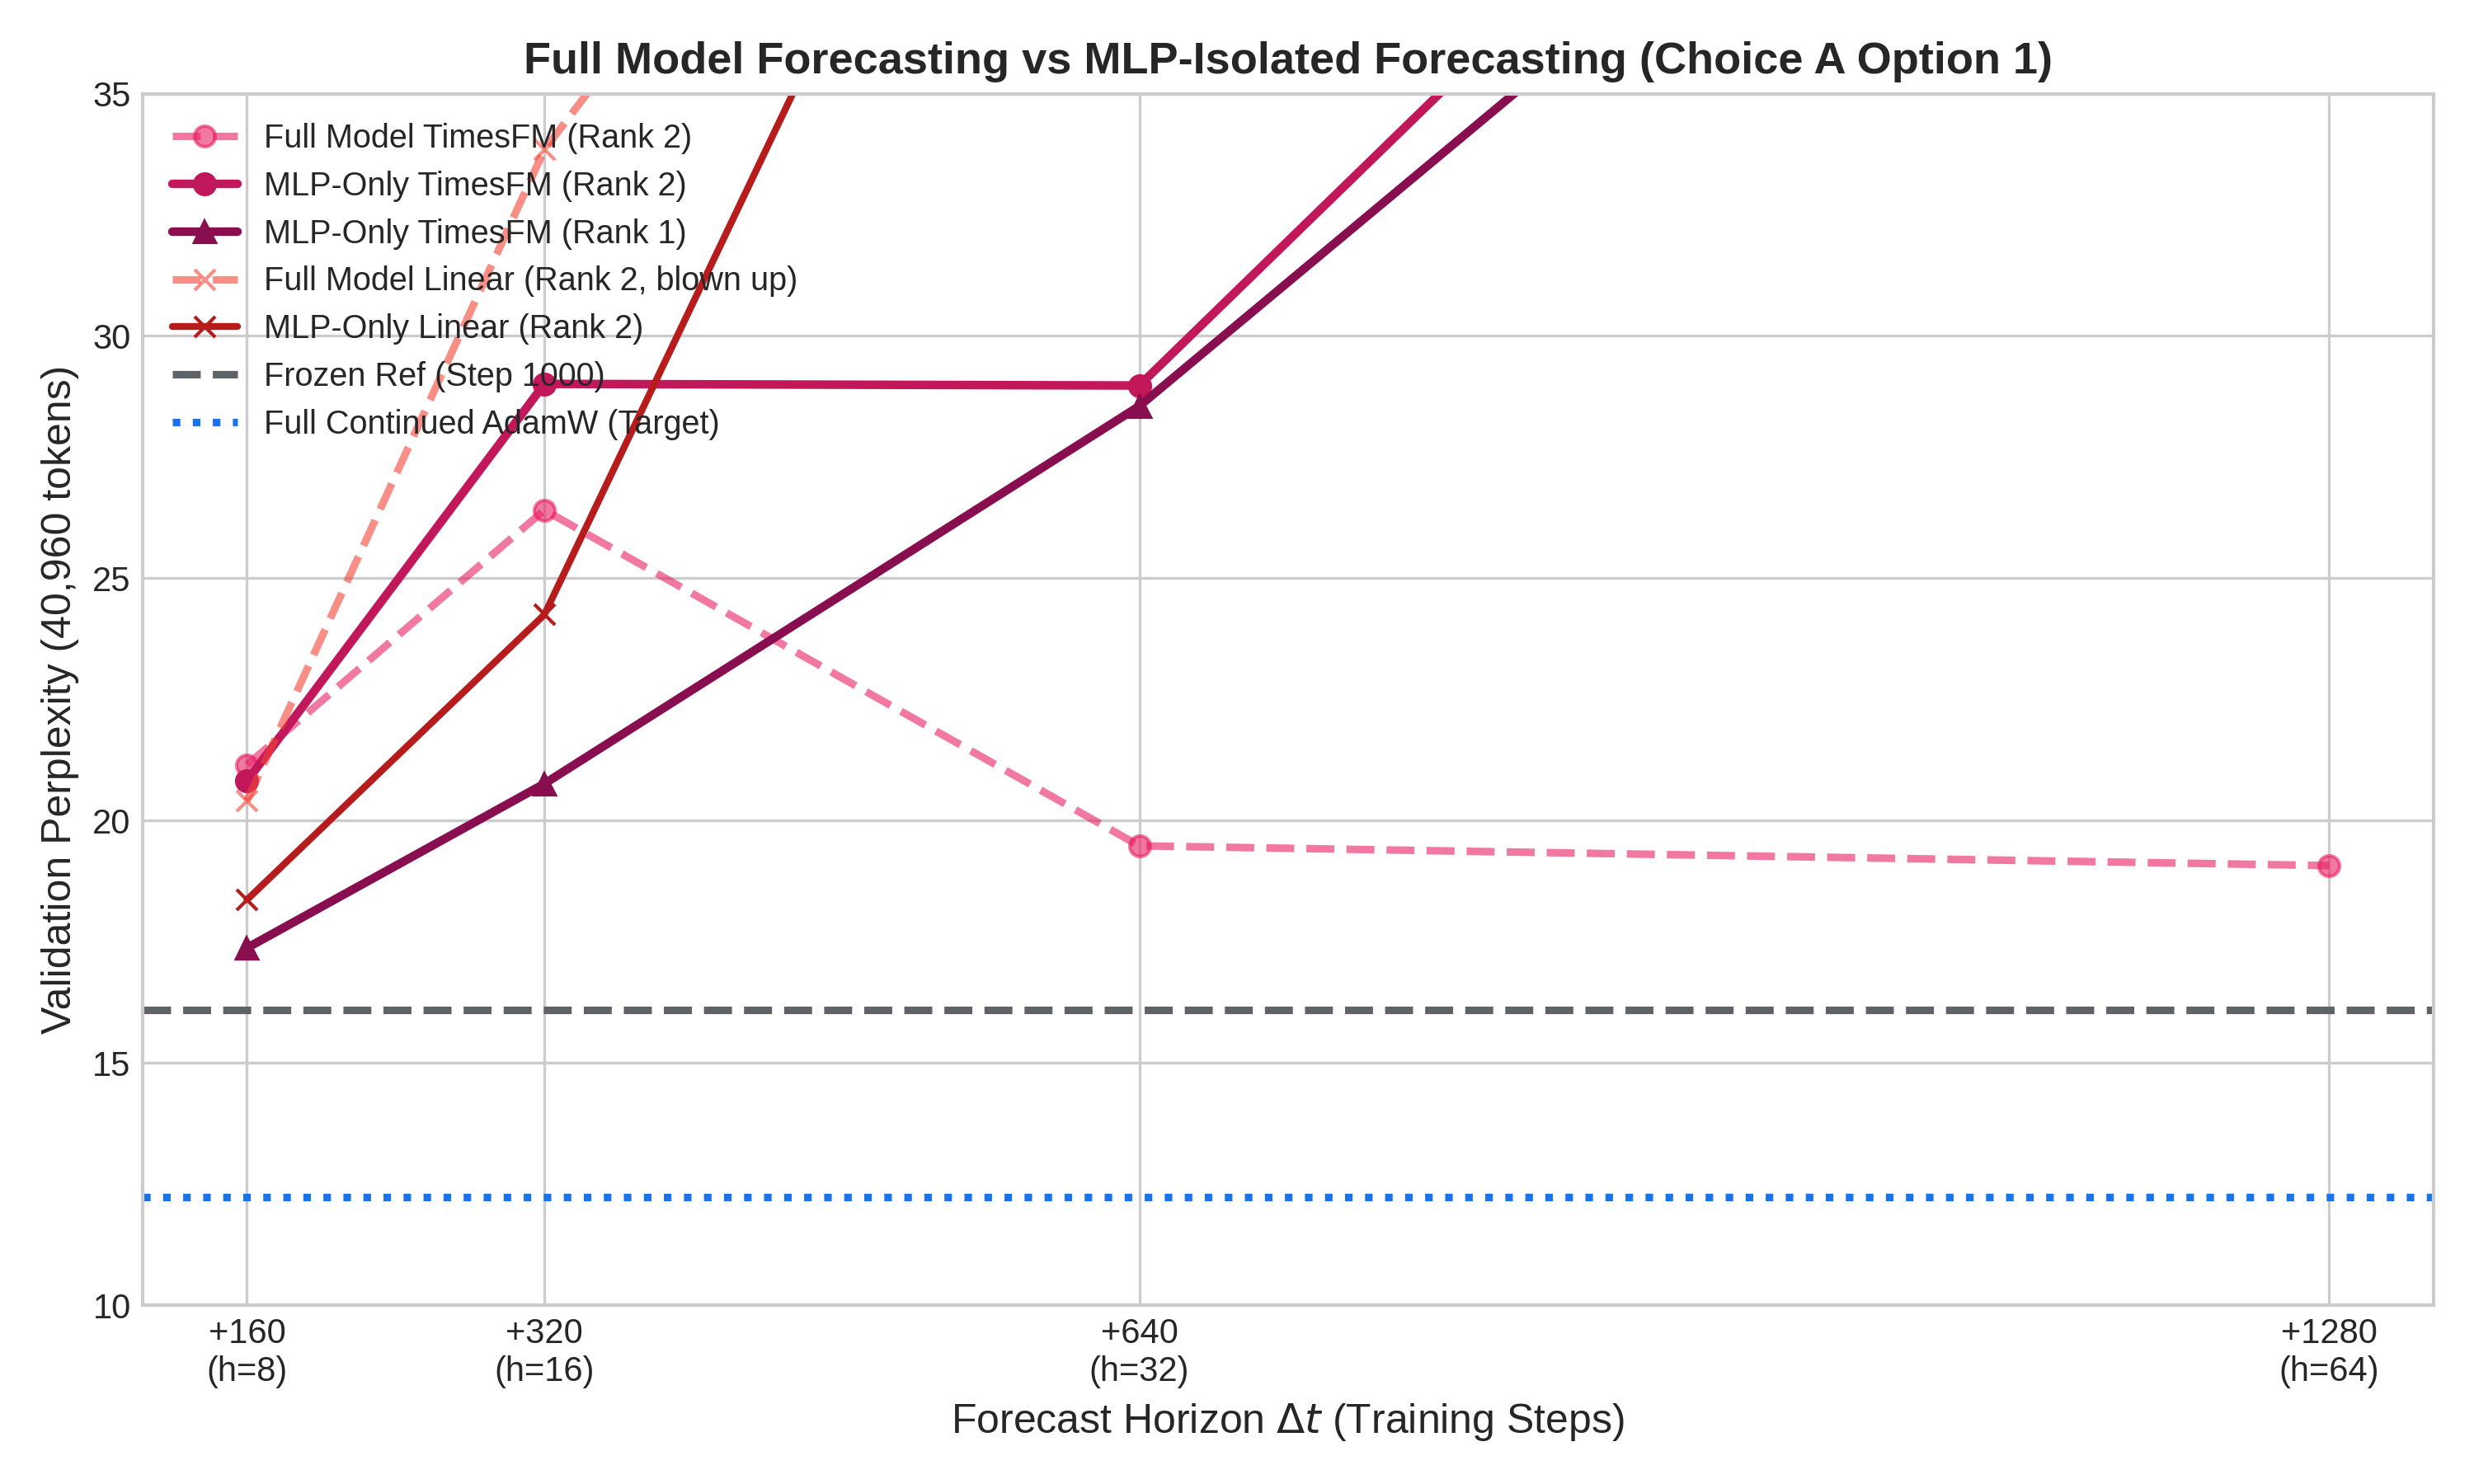 Full Model Forecasting vs MLP-Isolated Forecasting (Choice A Option 1)
Validation Perplexity (40,960 tokens)
35
30
25
20
15
10
Full Model TimesFM (Rank 2)
MLP-Only TimesFM (Rank 2)
MLP-Only TimesFM (Rank 1)
Full Model Linear (Rank 2, blown up)
MLP-Only Linear (Rank 2)
Frozen Ref (Step 1000)
Full Continued AdamW (Target)
+160
(h=8)
+320
(h=16)
+640
(h=32)
+1280
(h=64)
Forecast Horizon Δt (Training Steps)